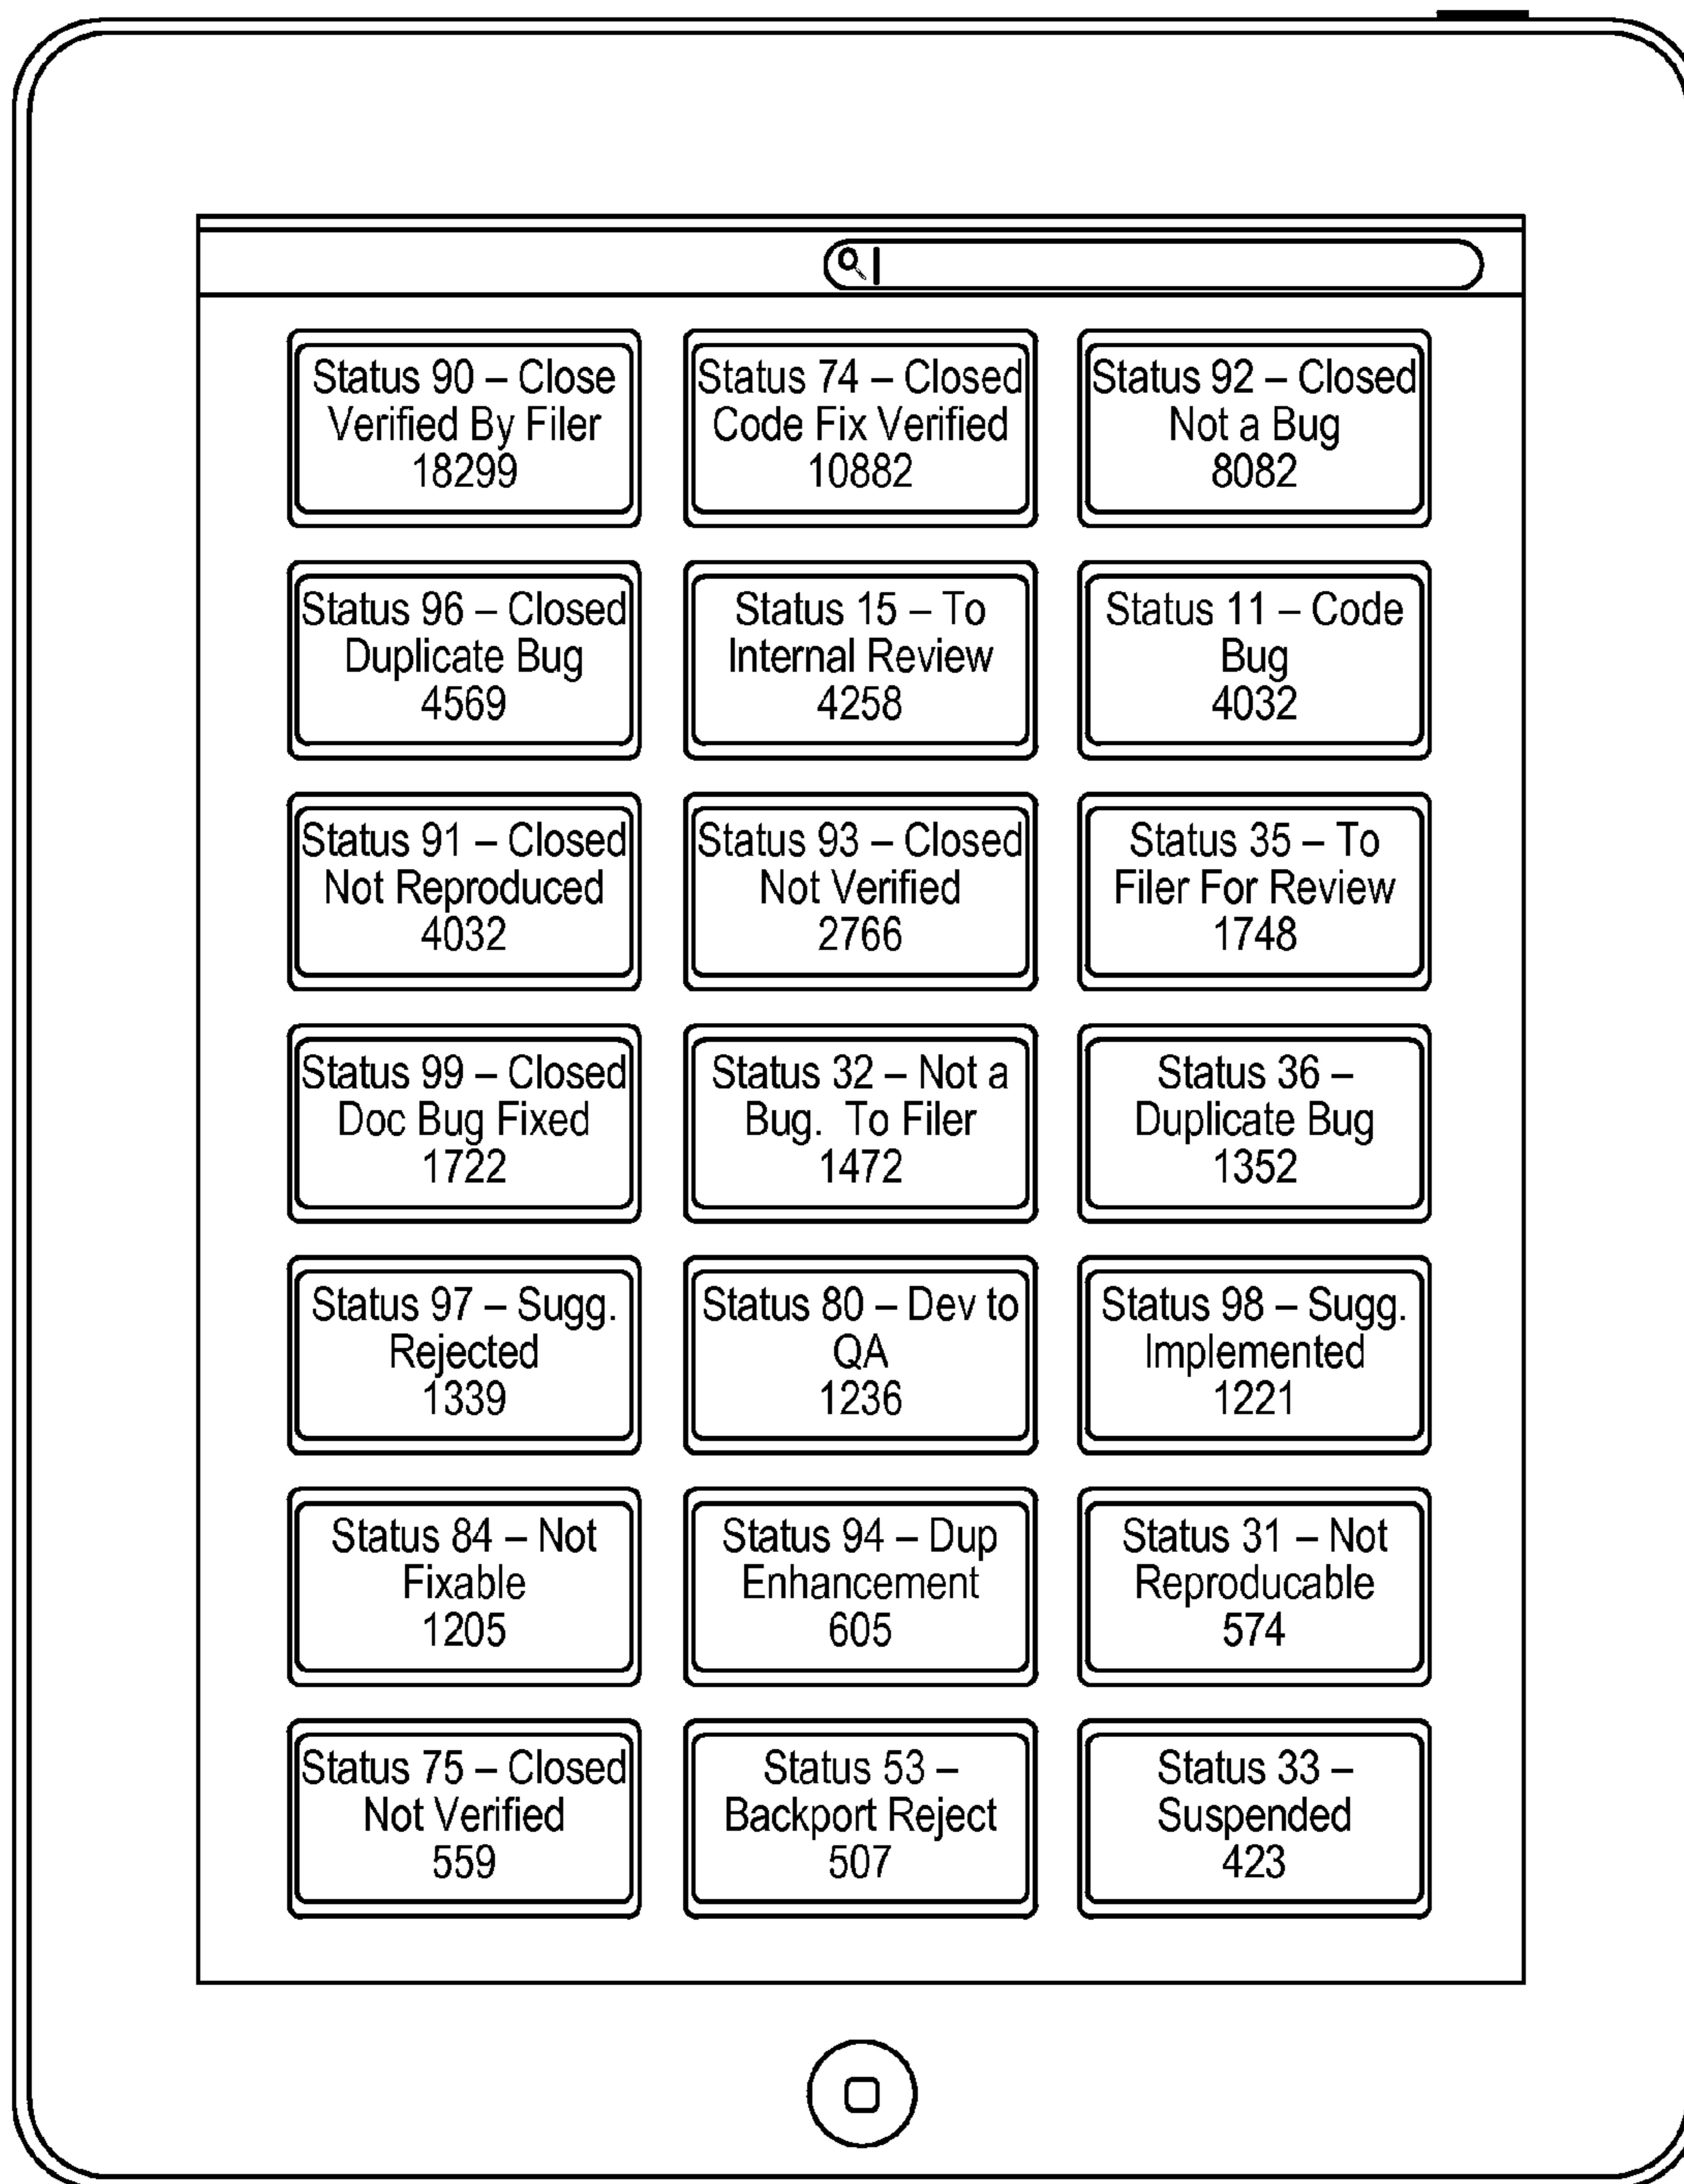 Status 90 – Close
Verified By Filer
18299
Status 74 – Closed
Code Fix Verified
10882
Status 92 – Closed
Not a Bug
8082
Status 96 – Closed
Duplicate Bug
4569
Status 15 – To
Internal Review
4258
Status 11 – Code
Bug
4032
Status 91 – Closed
Not Reproduced
4032
Status 93 – Closed
Not Verified
2766
Status 35 – To
Filer For Review
1748
Status 99 – Closed
Doc Bug Fixed
1722
Status 32 – Not a
Bug.  To Filer
1472
Status 36 –
Duplicate Bug
1352
Status 97 – Sugg.
Rejected
1339
Status 80 – Dev to
QA
1236
Status 98 – Sugg.
Implemented
1221
Status 84 – Not
Fixable
1205
Status 94 – Dup
Enhancement
605
Status 31 – Not
Reproducable
574
Status 75 – Closed
Not Verified
559
Status 53 –
Backport Reject
507
Status 33 –
Suspended
423